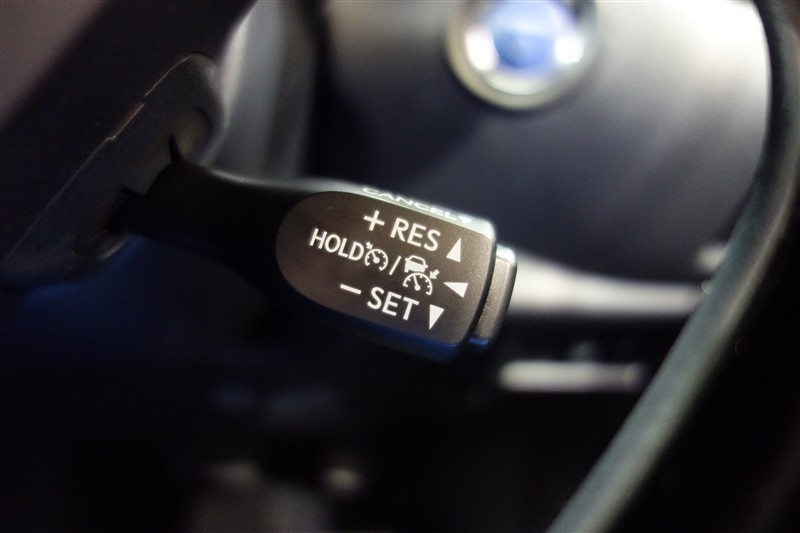 CANCEL
+ RES
HOLD /
− SET